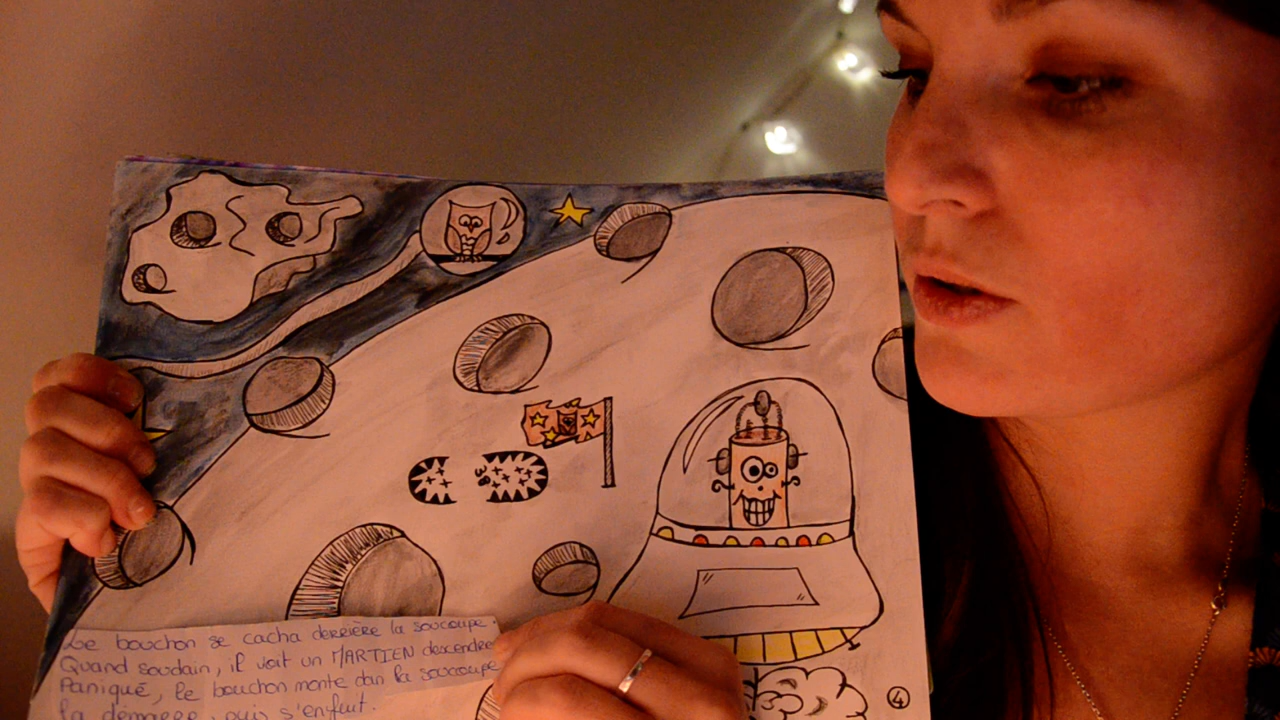 Le bouchon se cacha derrière la soucoupe.
Quand soudain, il voit un MARTIEN descendre
Paniqué, le bouchon monte dan la soucoupe
la démarre, puis s'enfuit.
4